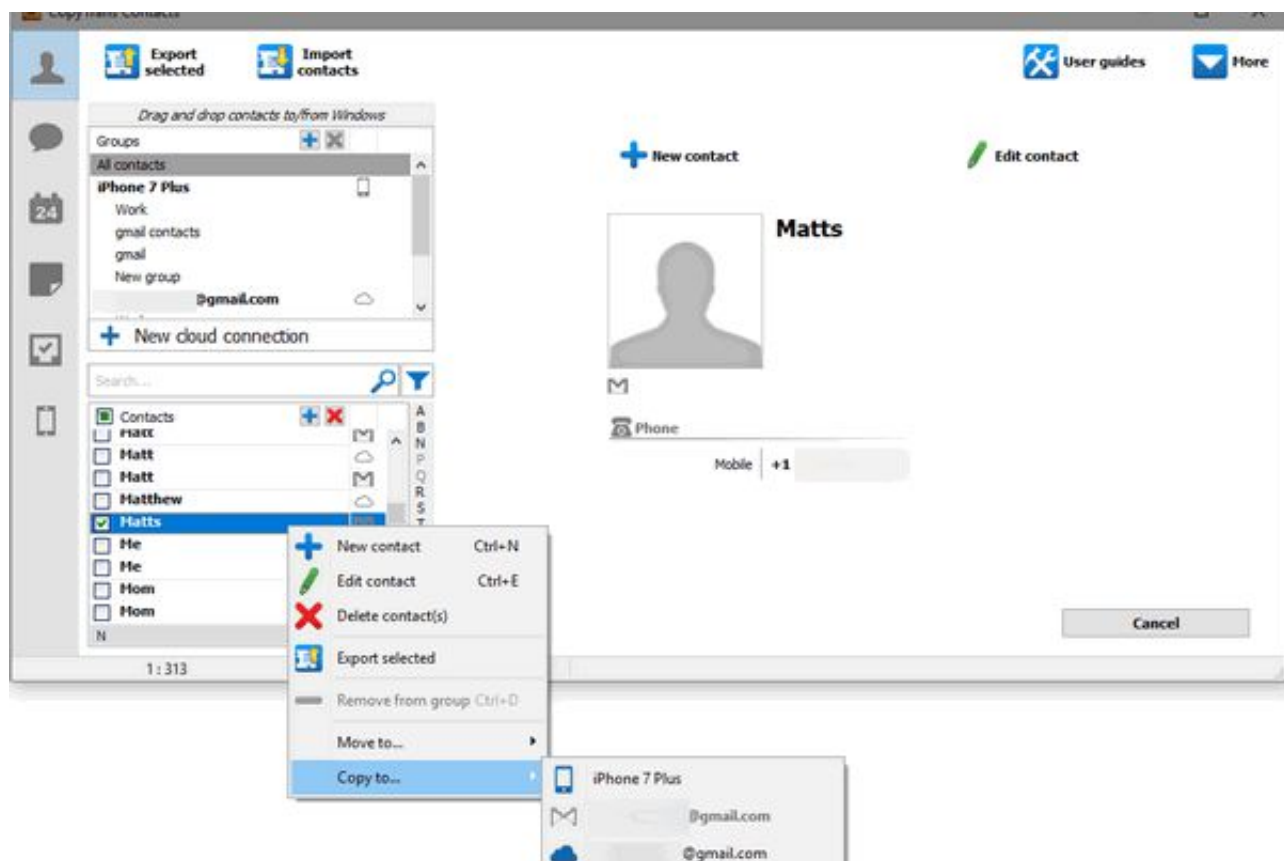 CopyTrans Contacts
Export selected
Import contacts
User guides
More
Drag and drop contacts to/from Windows
Groups
All contacts
iPhone 7 Plus
Work
gmail contacts
gmail
New group
@gmail.com
New cloud connection
Search...
Contacts
Matt
Matt
Matt
Matthew
Matts
Me
Me
Mom
Mom
N
A
B
N
P
Q
R
S
T
1 : 313
New contact
Edit contact
Matts
Phone
Mobile +1
Cancel
24
New contact Ctrl+N
Edit contact Ctrl+E
Delete contact(s)
Export selected
Remove from group Ctrl+D
Move to...
Copy to...
iPhone 7 Plus
@gmail.com
@gmail.com